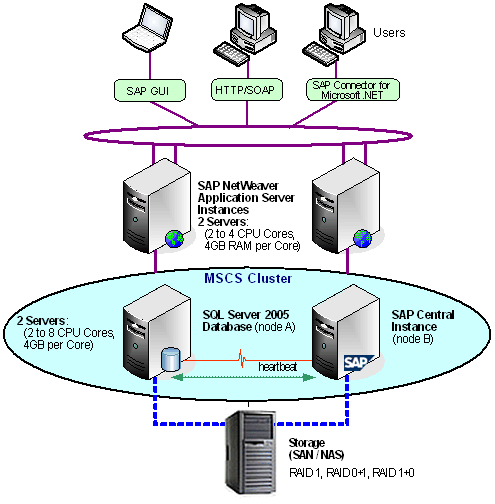 Users
SAP GUI
HTTP/SOAP
SAP Connector for
Microsoft .NET
SAP NetWeaver
Application Server
Instances
2 Servers:
(2 to 4 CPU Cores,
4GB RAM per Core)
MSCS Cluster
2 Servers:
(2 to 8 CPU Cores,
4GB per Core)
SQL Server 2005
Database (node A)
SAP Central
Instance
(node B)
heartbeat
SAP
Storage
(SAN / NAS)
RAID 1, RAID 0+1, RAID 1+0